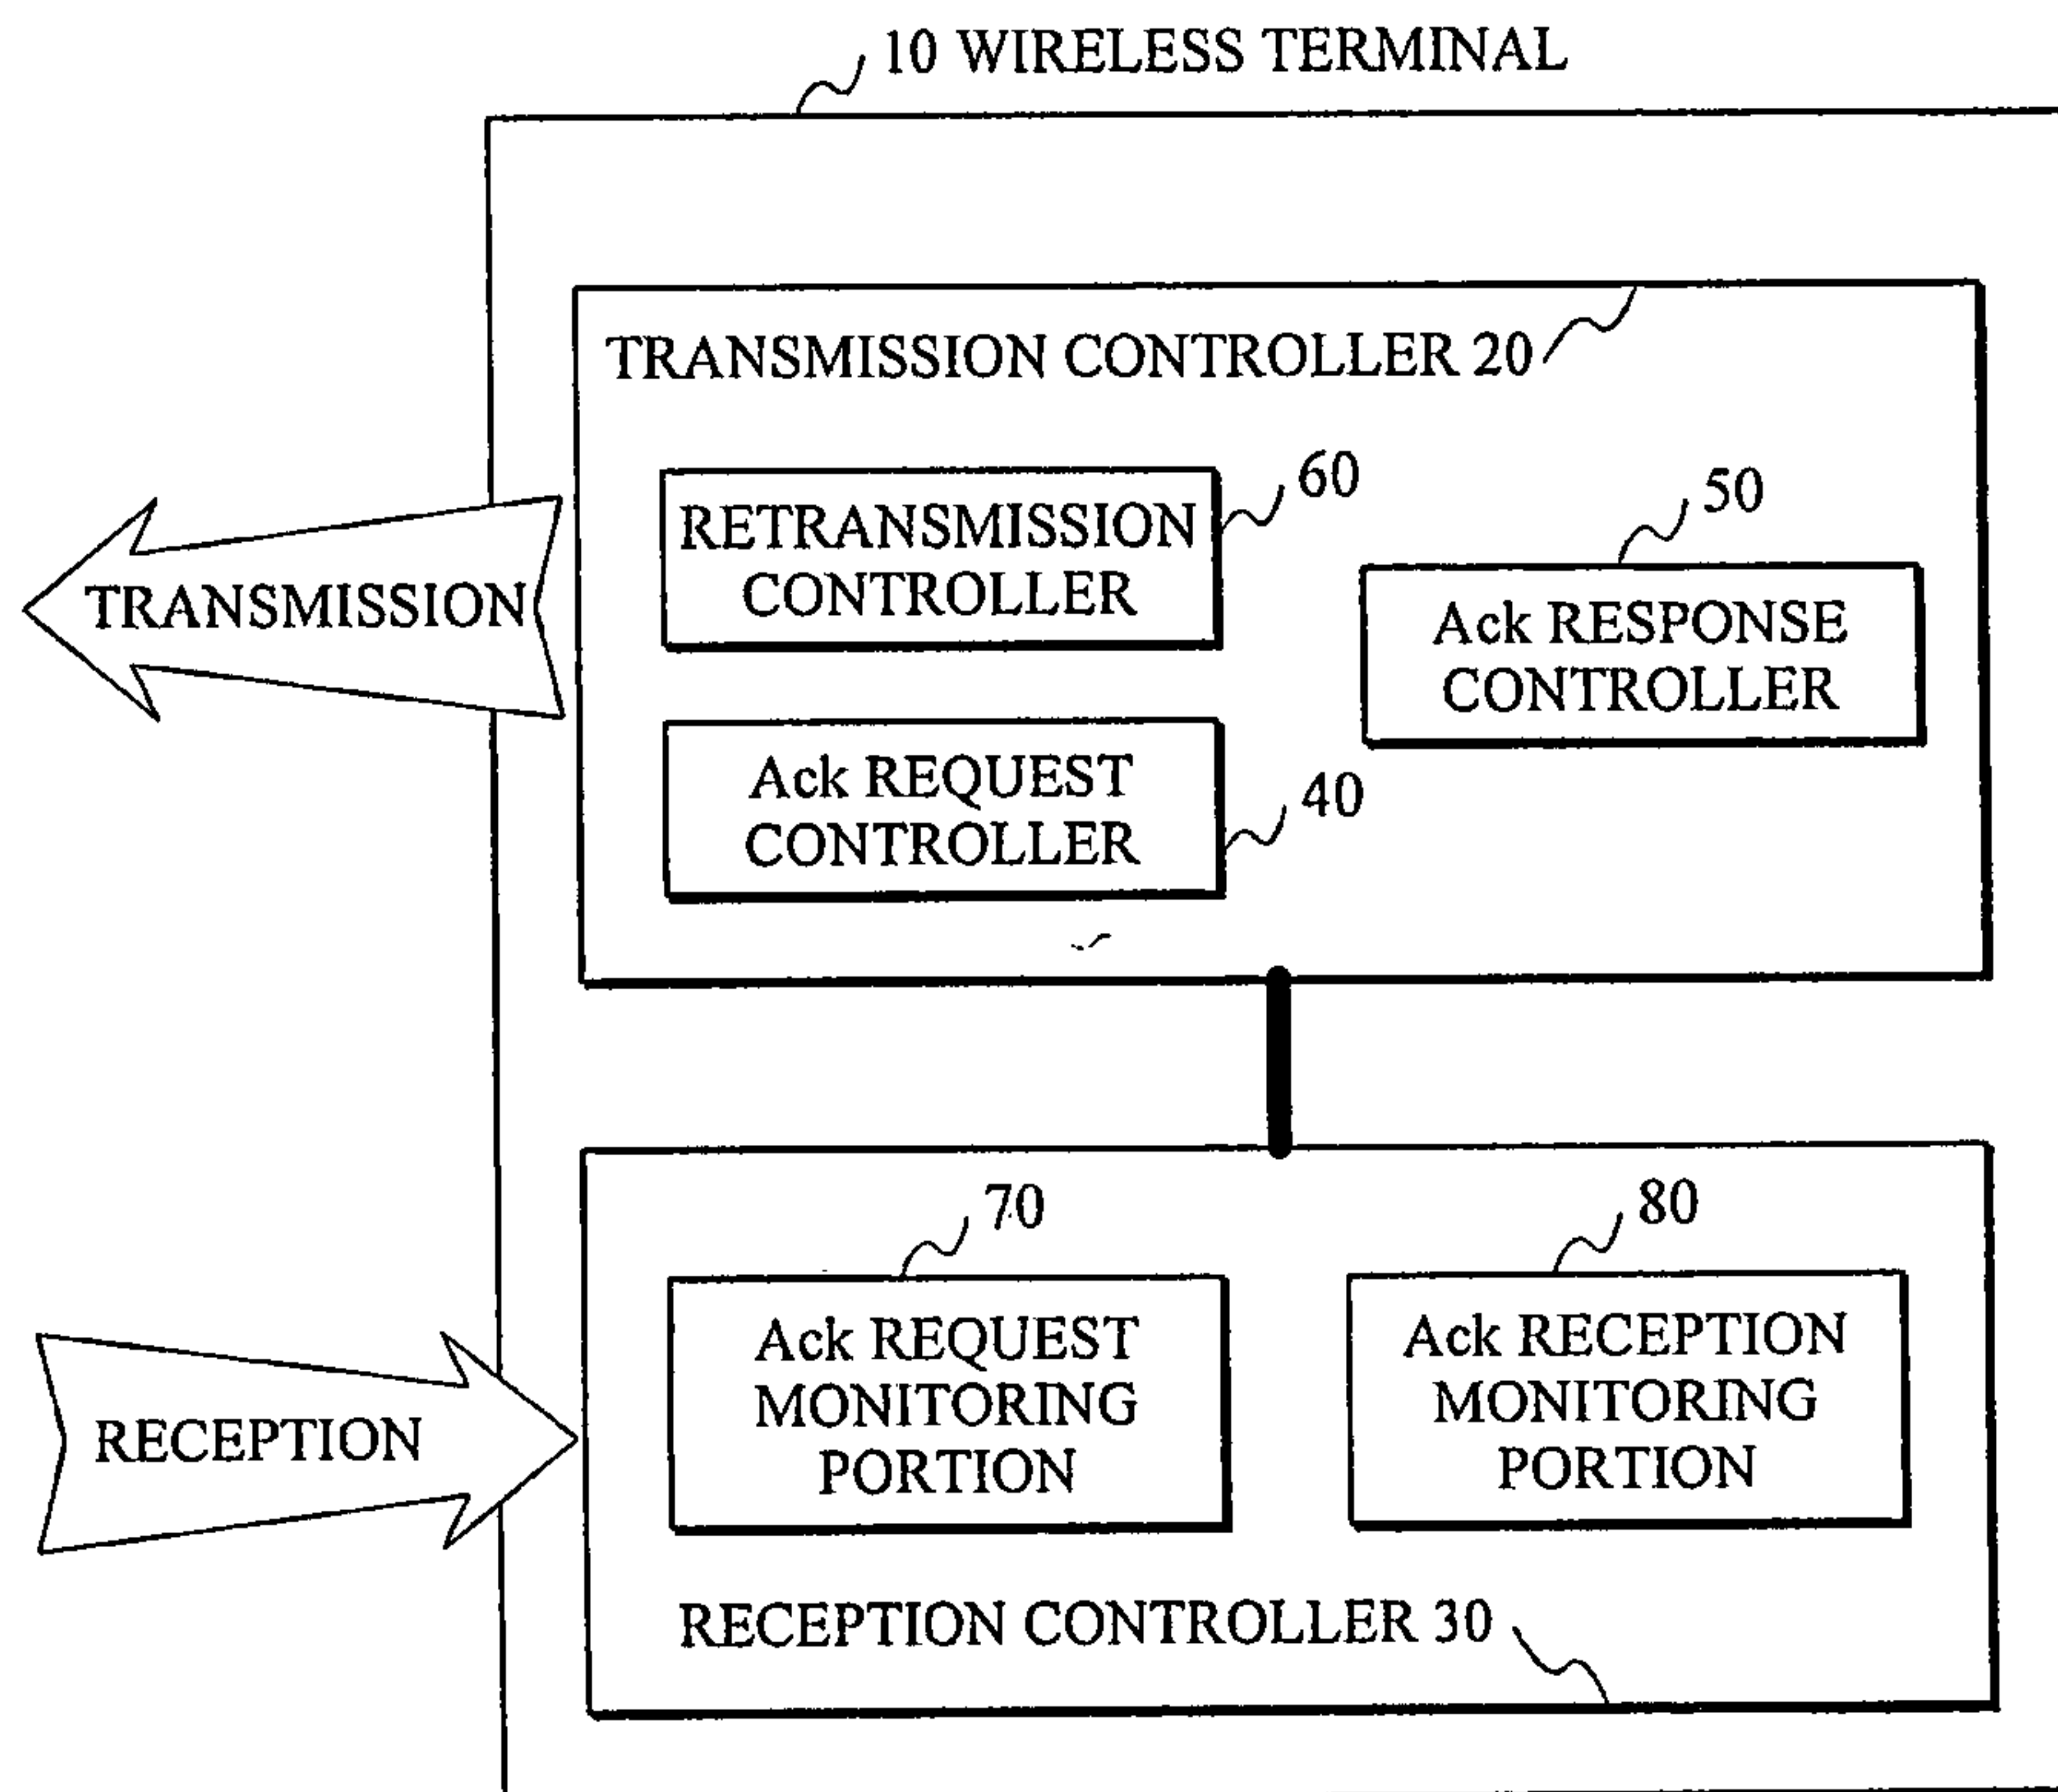 10 WIRELESS TERMINAL
TRANSMISSION CONTROLLER 20
60
50
RETRANSMISSION
CONTROLLER
Ack RESPONSE
CONTROLLER
TRANSMISSION
Ack REQUEST
CONTROLLER
40
70
80
Ack REQUEST
MONITORING
PORTION
Ack RECEPTION
MONITORING
PORTION
RECEPTION
RECEPTION CONTROLLER 30